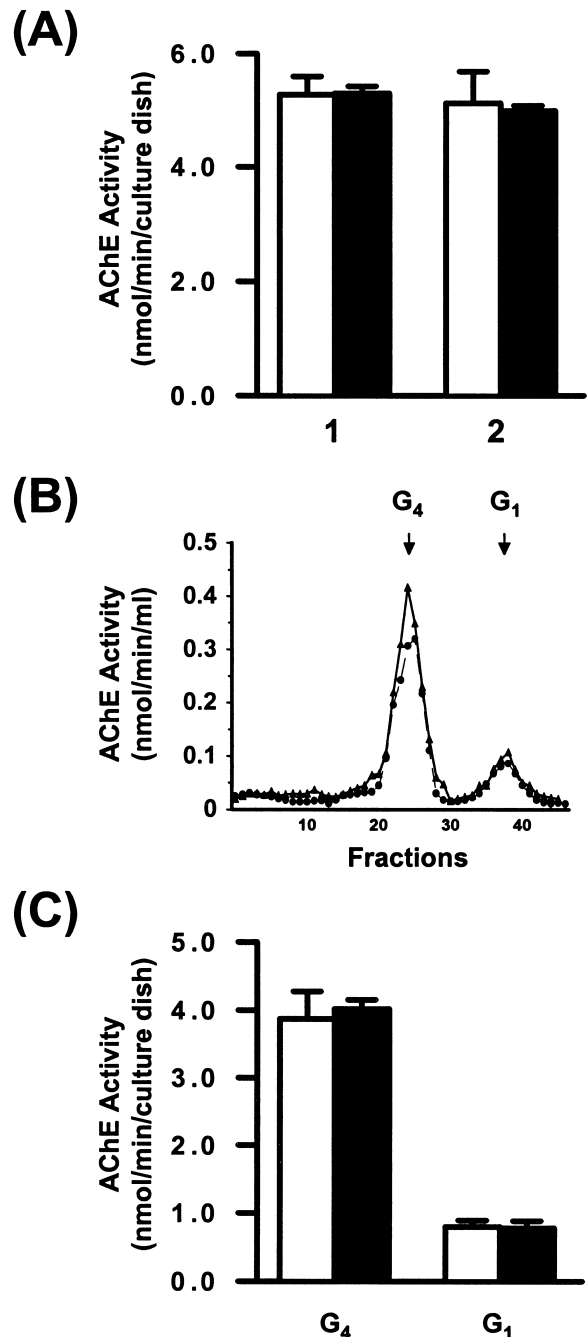 (A)
AChE Activity
(nmol/min/culture dish)
6.0
4.0
2.0
0.0
1 2
(B)
G4 G1
AChE Activity
(nmol/min/ml)
0.5
0.4
0.3
0.2
0.1
0
10 20 30 40
Fractions
(C)
AChE Activity
(nmol/min/culture dish)
5.0
4.0
3.0
2.0
1.0
0.0
G4 G1